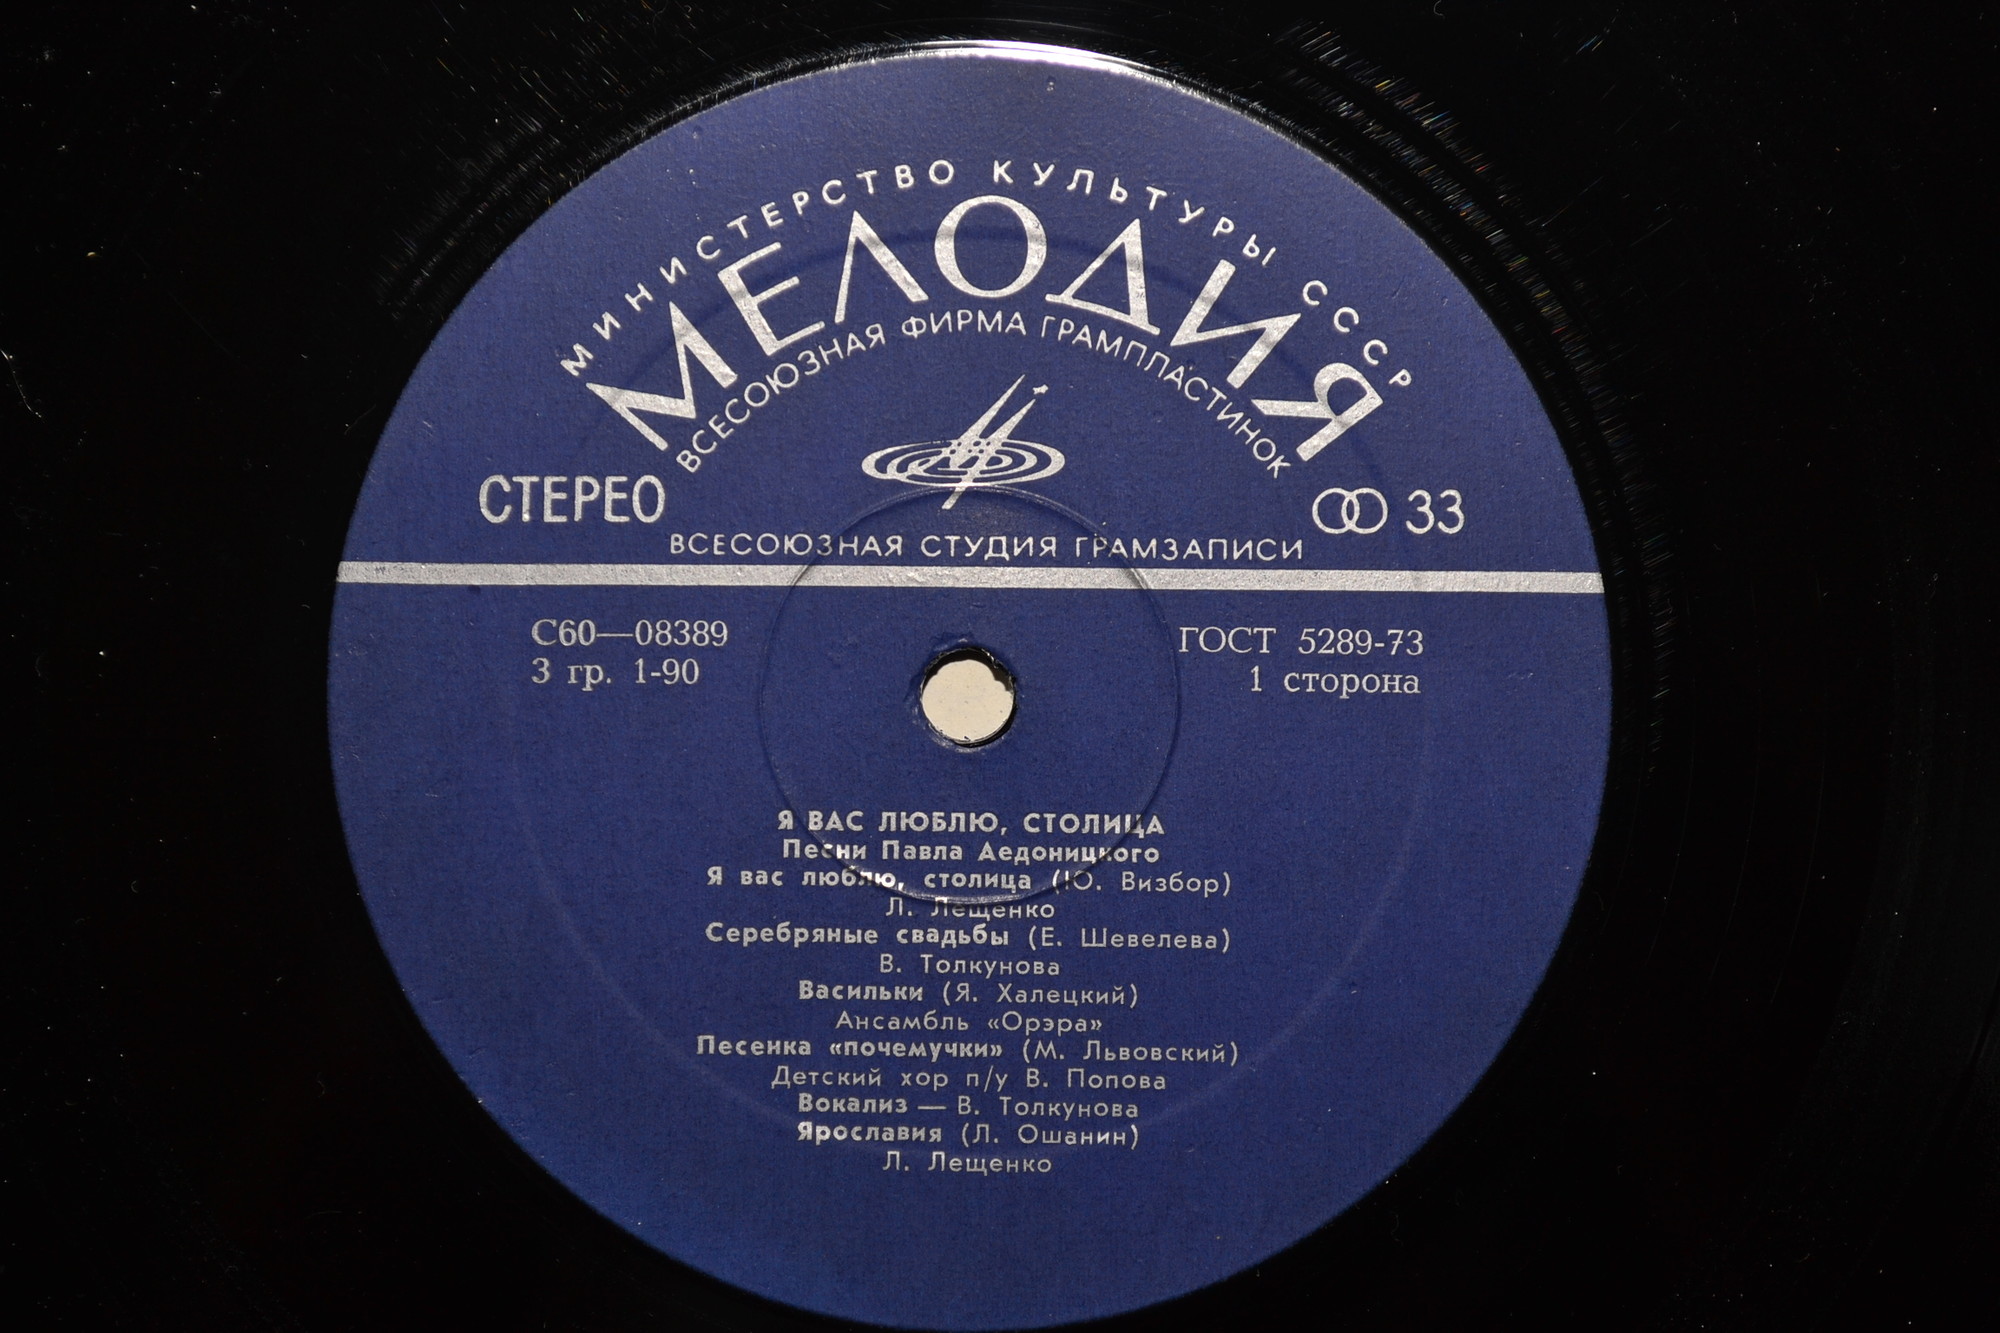 МИНИСТЕРСТВО КУЛЬТУРЫ СССР
МЕЛОДИЯ
ВСЕСОЮЗНАЯ ФИРМА ГРАМПЛАСТИНОК
СТЕРЕО
33
ВСЕСОЮЗНАЯ СТУДИЯ ГРАМЗАПИСИ
С60—08389
ГОСТ 5289-73
3 гр. 1-90
1 сторона
Я ВАС ЛЮБЛЮ, СТОЛИЦА
Песни Павла Аедоницкого
Я вас люблю, столица (Ю. Визбор)
Л. Лещенко
Серебряные свадьбы (Е. Шевелева)
В. Толкунова
Васильки (Я. Халецкий)
Ансамбль «Орэра»
Песенка «почемучки» (М. Львовский)
Детский хор п/у В. Попова
Вокализ — В. Толкунова
Ярославия (Л. Ошанин)
Л. Лещенко